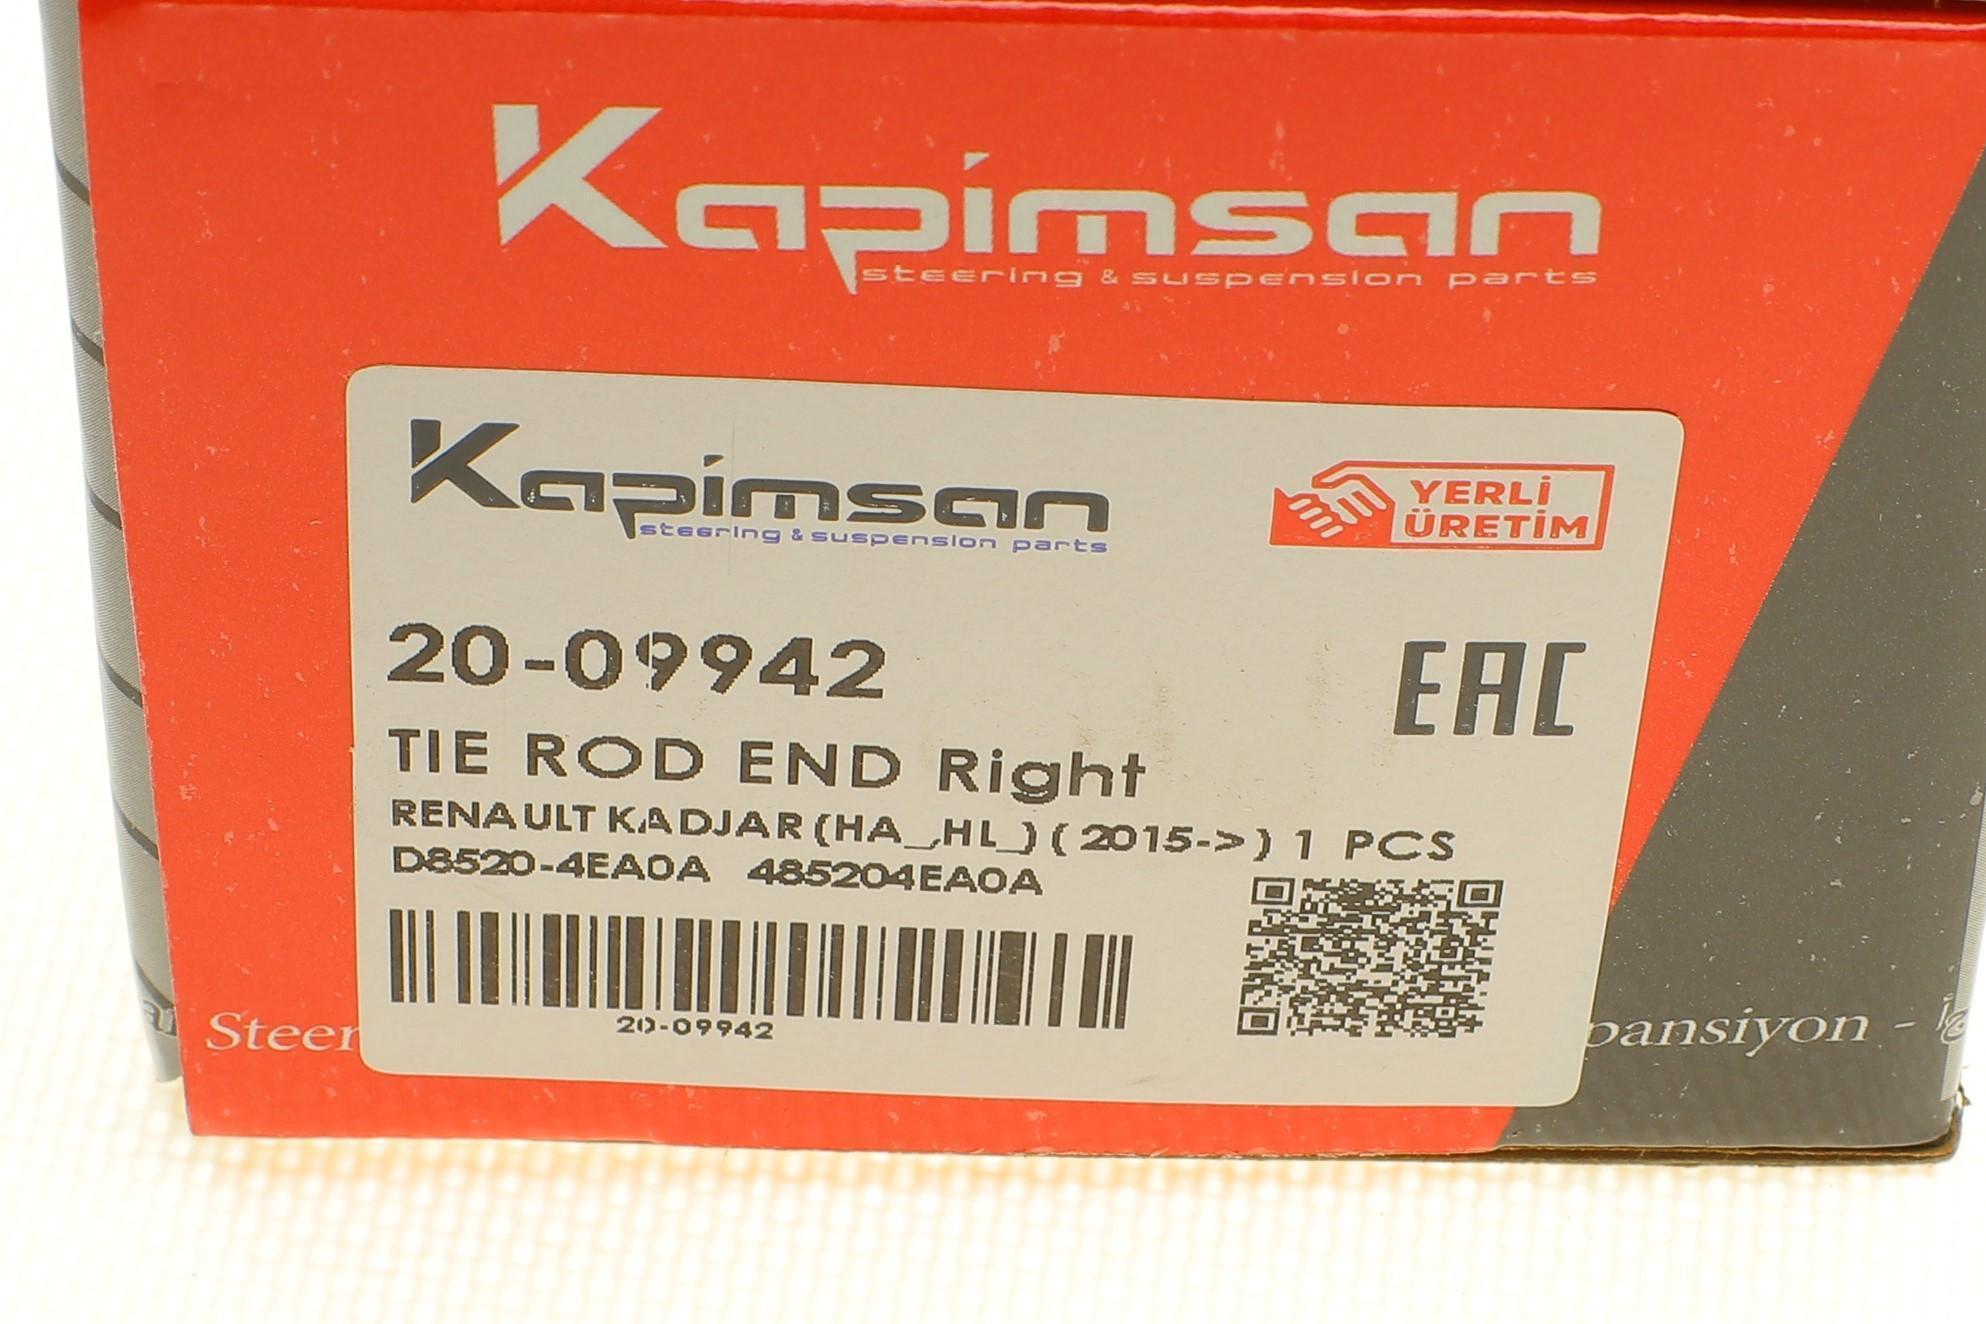 Kapimsan
steering & suspension parts
Kapimsan
steering & suspension parts
YERLİ
ÜRETİM
20-09942
EAC
TIE ROD END Right
RENAULT KADJAR (HA_,HL_) ( 2015-> ) 1 PCS
D8520-4EA0A 485204EA0A
20-09942
Steer
pansiyon -